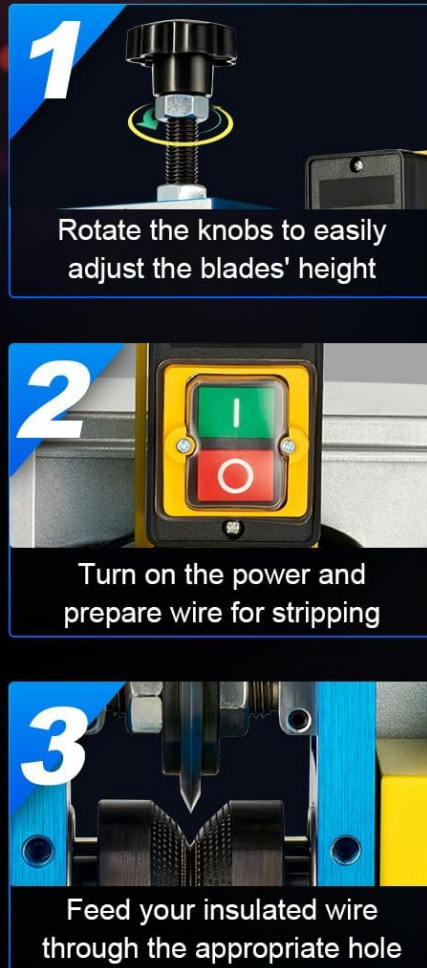 1
Rotate the knobs to easily
adjust the blades' height
2
I
O
Turn on the power and
prepare wire for stripping
3
Feed your insulated wire
through the appropriate hole